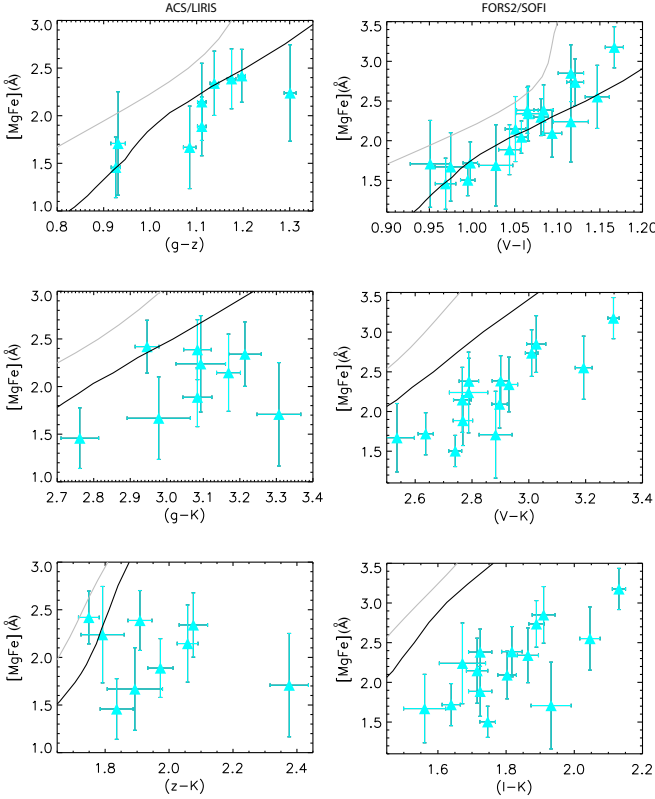 ACS/LIRIS
FORS2/SOFI
[MgFe](Å)
3.0
2.5
2.0
1.5
1.0
0.8 0.9 1.0 1.1 1.2 1.3
(g−z)
[MgFe](Å)
3.5
3.0
2.5
2.0
1.5
0.90 0.95 1.00 1.05 1.10 1.15 1.20
(V−I)
[MgFe](Å)
3.0
2.5
2.0
1.5
1.0
2.7 2.8 2.9 3.0 3.1 3.2 3.3 3.4
(g−K)
[MgFe](Å)
3.5
3.0
2.5
2.0
1.5
2.6 2.8 3.0 3.2 3.4
(V−K)
[MgFe](Å)
3.0
2.5
2.0
1.5
1.0
1.8 2.0 2.2 2.4
(z−K)
[MgFe](Å)
3.5
3.0
2.5
2.0
1.5
1.6 1.8 2.0 2.2
(I−K)